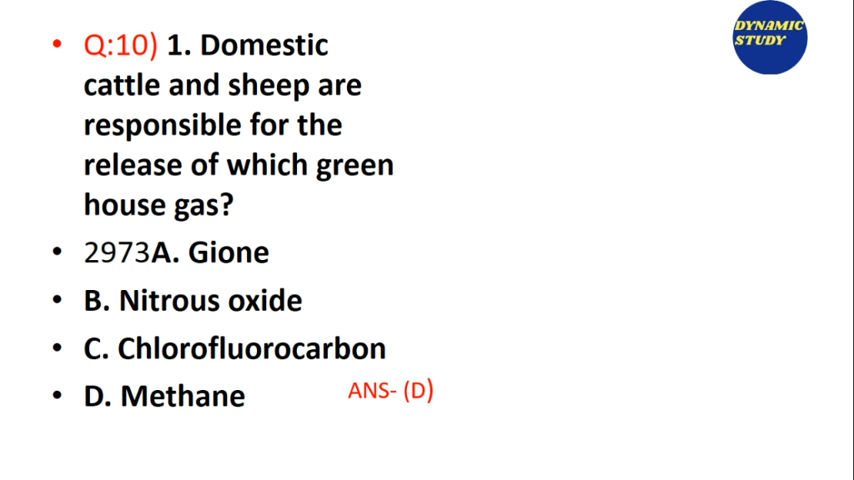 DYNAMIC
STUDY
• Q:10) 1. Domestic
cattle and sheep are
responsible for the
release of which green
house gas?
• 2973A. Gione
• B. Nitrous oxide
• C. Chlorofluorocarbon
• D. Methane ANS- (D)